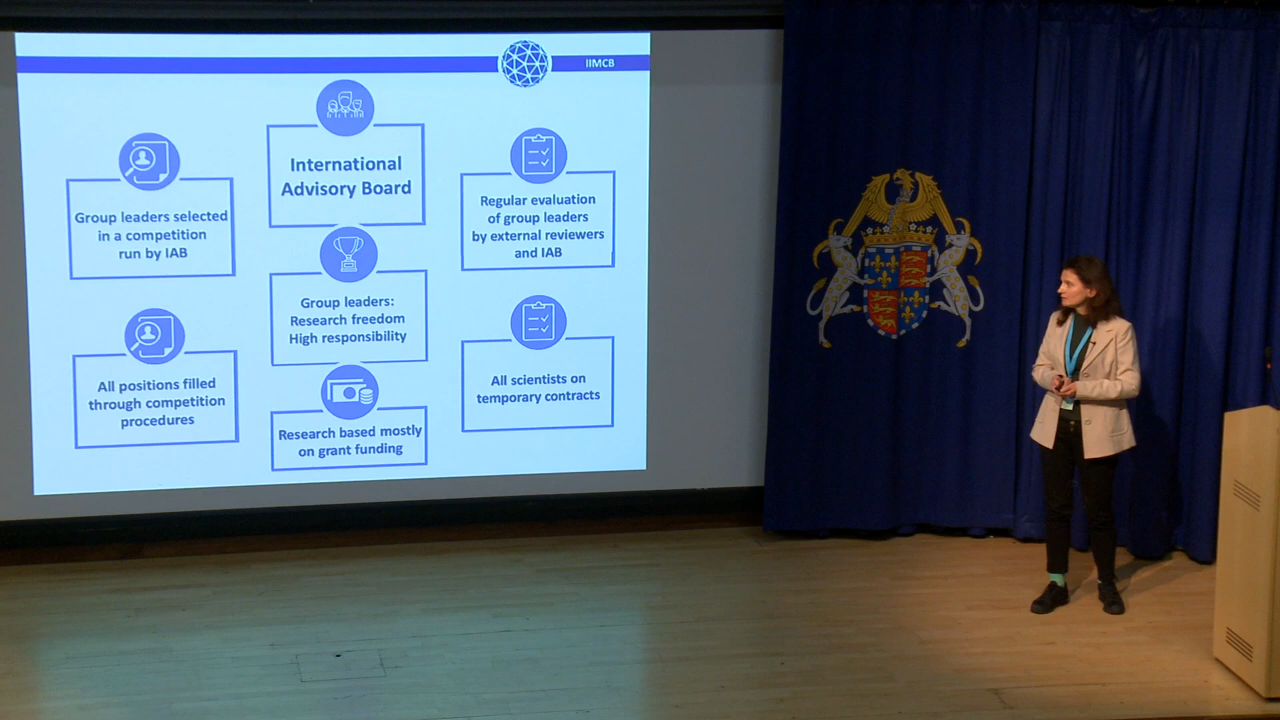 IIMCB
International
Advisory Board
Group leaders selected
in a competition
run by IAB
Regular evaluation
of group leaders
by external reviewers
and IAB
Group leaders:
Research freedom
High responsibility
All positions filled
through competition
procedures
All scientists on
temporary contracts
Research based mostly
on grant funding